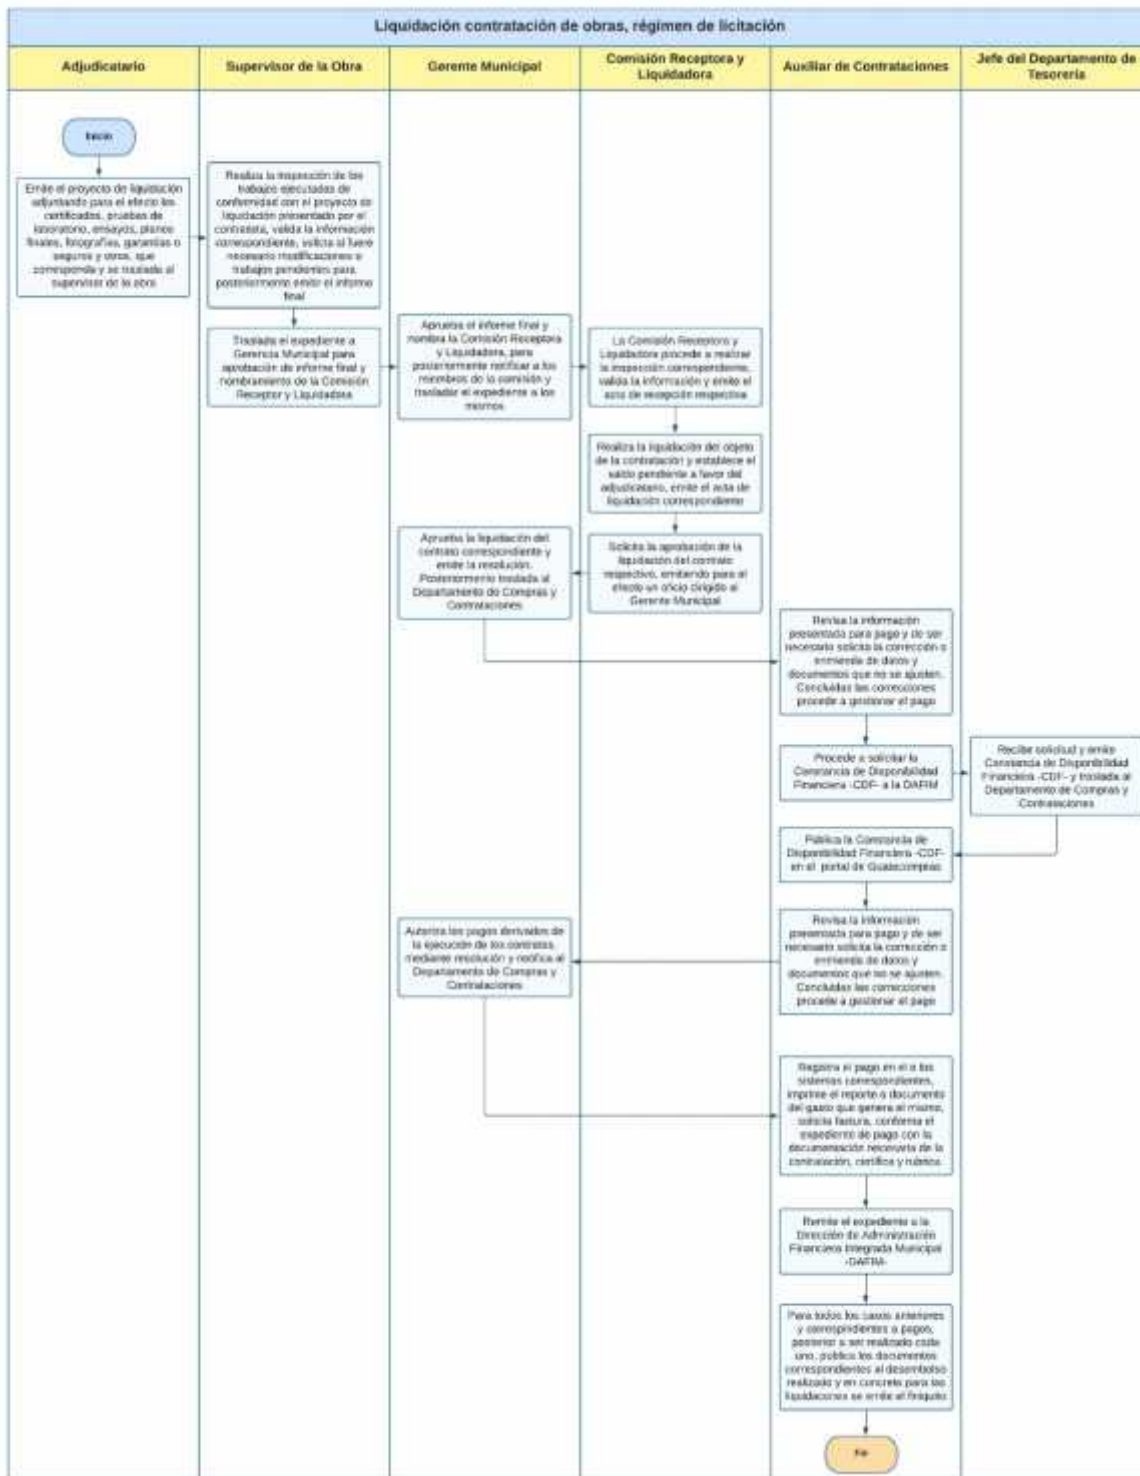 Liquidación contratación de obras, régimen de licitación
Adjudicatario
Supervisor de la Obra
Gerente Municipal
Comisión Receptora y
Liquidadora
Auxiliar de Contrataciones
Jefe del Departamento de
Tesorería
Inicio
Emite el proyecto de liquidación
adjuntando para el efecto los
certificados, pruebas de
laboratorio, ensayos, planos
finales, fotografías, garantías o
seguros y otros, que
corresponda y se traslada al
supervisor de la obra
Realiza la inspección de los
trabajos ejecutados de
conformidad con el proyecto de
liquidación presentado por el
contratista, valida la información
correspondiente, solicita si fuere
necesario modificaciones o
trabajos pendientes para
posteriormente emitir el informe
final
Traslada el expediente a
Gerencia Municipal para
aprobación de informe final y
nombramiento de la Comisión
Receptor y Liquidadora
Aprueba el informe final y
nombra la Comisión Receptora
y Liquidadora, para
posteriormente notificar a los
miembros de la comisión y
trasladar el expediente a los
mismos
La Comisión Receptora y
Liquidadora procede a realizar
la inspección correspondiente,
valida la información y emite el
acta de recepción respectiva
Realiza la liquidación del objeto
de la contratación y establece el
saldo pendiente a favor del
adjudicatario, emite el acta de
liquidación correspondiente
Solicita la aprobación de la
liquidación del contrato
respectivo, emitiendo para el
efecto un oficio dirigido al
Gerente Municipal
Aprueba la liquidación del
contrato correspondiente y
emite la resolución.
Posteriormente traslada al
Departamento de Compras y
Contrataciones
Revisa la información
presentada para pago y de ser
necesario solicita la corrección o
enmienda de datos y
documentos que no se ajusten.
Concluidas las correcciones
procede a gestionar el pago
Procede a solicitar la
Constancia de Disponibilidad
Financiera -CDF- a la DAFIM
Recibe solicitud y emite
Constancia de Disponibilidad
Financiera -CDF- y traslada al
Departamento de Compras y
Contrataciones
Pública la Constancia de
Disponibilidad Financiera -CDF-
en el portal de Guatecompras
Revisa la información
presentada para pago y de ser
necesario solicita la corrección o
enmienda de datos y
documentos que no se ajusten.
Concluidas las correcciones
procede a gestionar el pago
Autoriza los pagos derivados de
la ejecución de los contratos,
mediante resolución y notifica al
Departamento de Compras y
Contrataciones
Registra el pago en el o los
sistemas correspondientes,
imprime el reporte o documento
del gasto que genera el mismo,
solicita factura, conforma el
expediente de pago con la
documentación necesaria de la
contratación, certifica y rubrica
Remite el expediente a la
Dirección de Administración
Financiera Integrada Municipal
-DAFIM-
Para todos los casos anteriores
y correspondientes a pagos,
posterior a ser realizado cada
uno, publica los documentos
correspondientes al desembolso
realizado y en concreto para las
liquidaciones se emite el finiquito
Fin